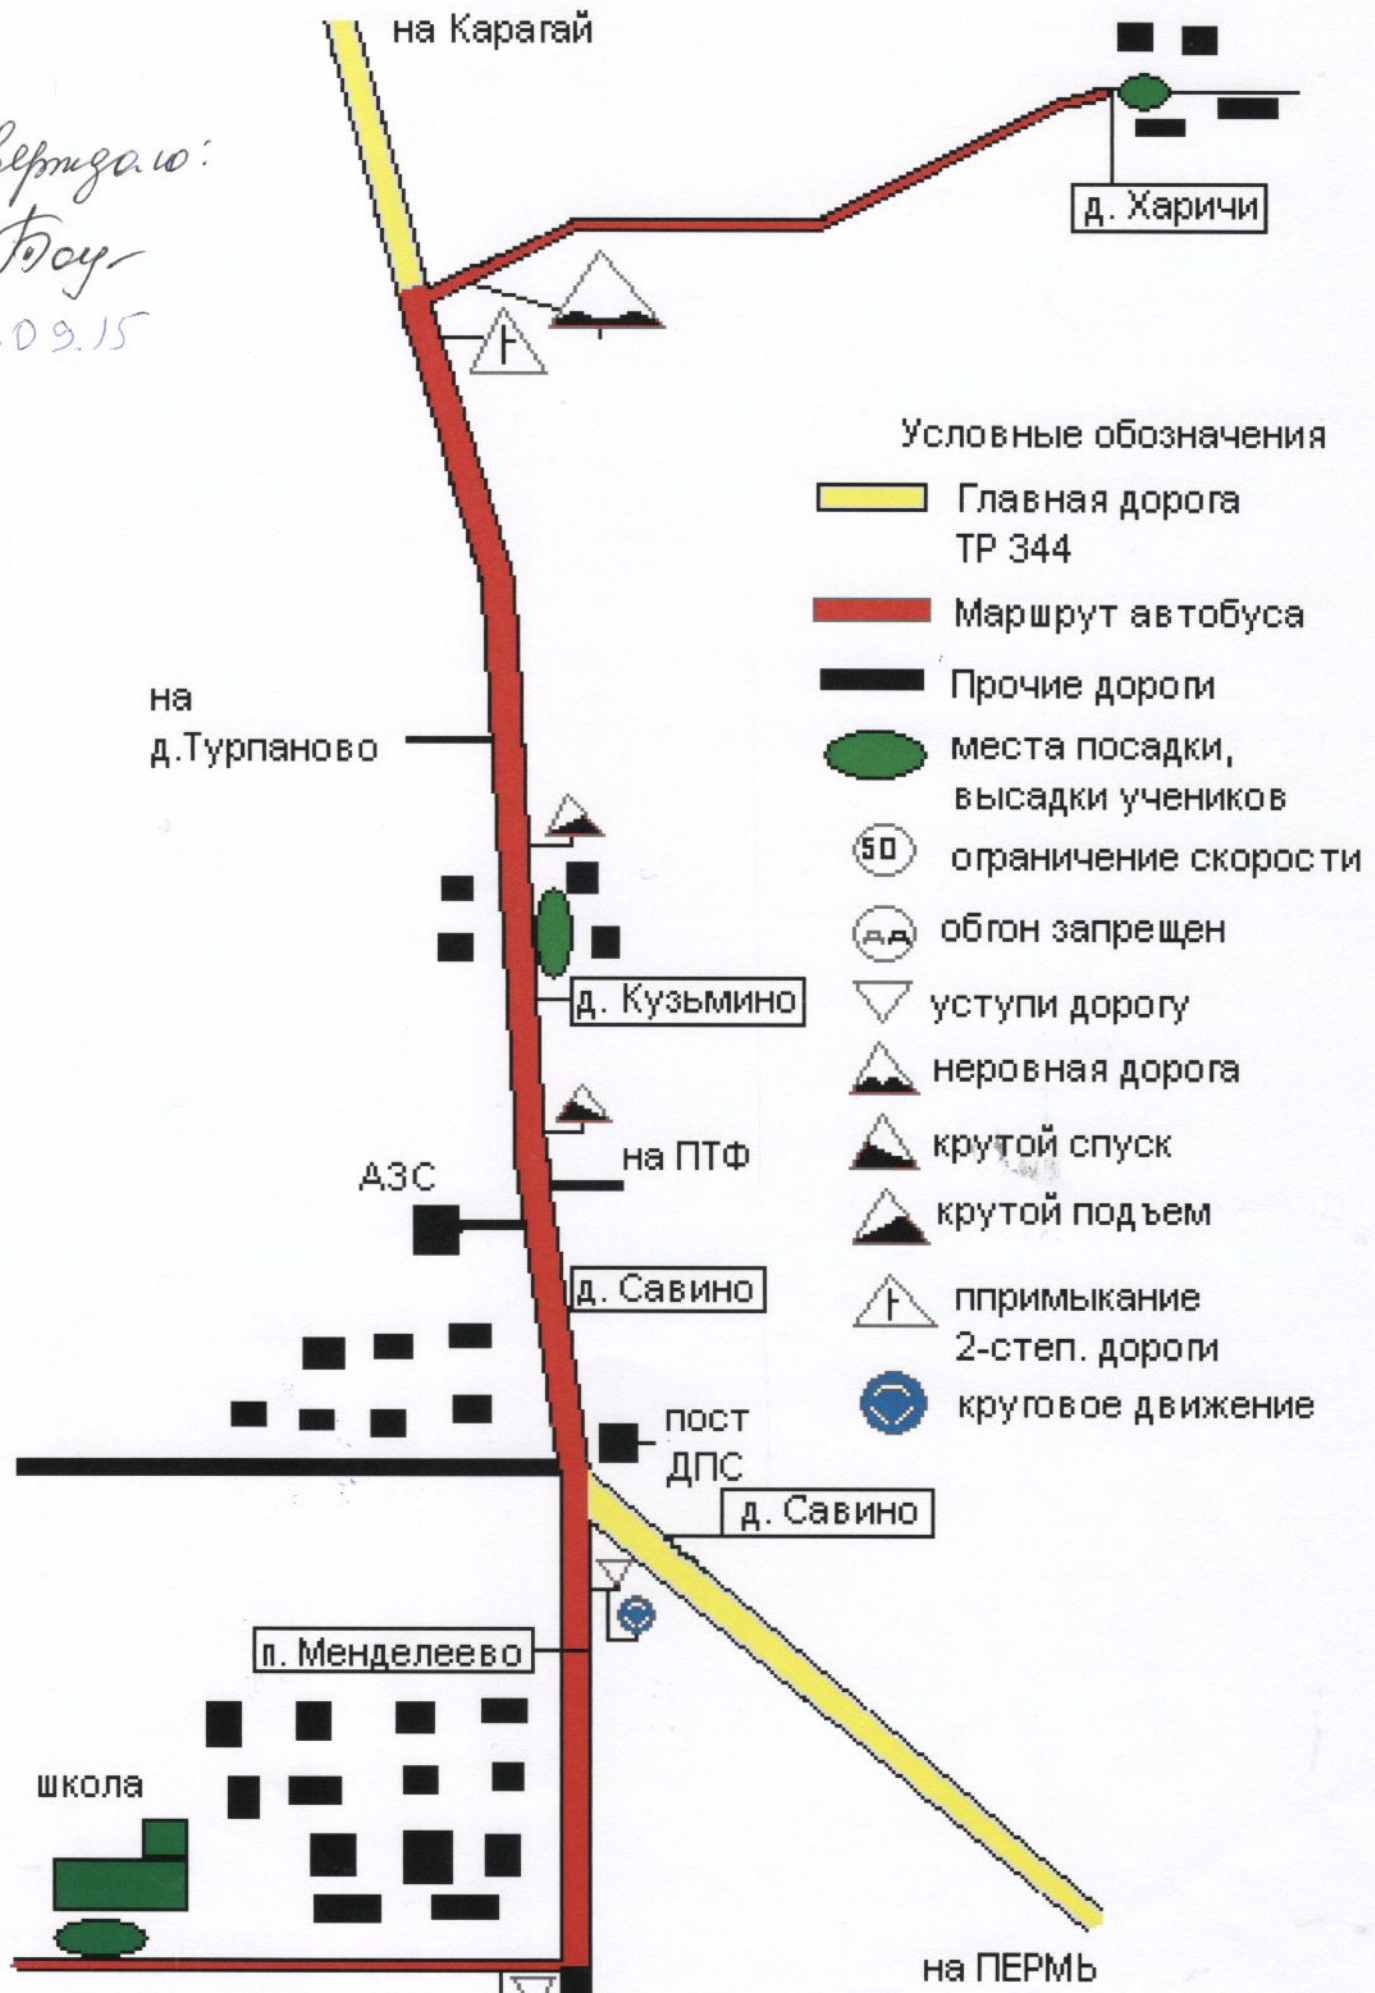 на Карагай
д. Харичи
09.15
Условные обозначения
Главная дорога
ТР 344
Маршрут автобуса
Прочие дороги
на
д.Турпаново
места посадки,
высадки учеников
50
ограничение скорости
обгон запрещен
д. Кузьмино
уступи дорогу
неровная дорога
на ПТФ
крутой спуск
АЗС
крутой подъем
д. Савино
ппримыкание
2-степ. дороги
круговое движение
пост
ДПС
д. Савино
п. Менделеево
школа
на ПЕРМЬ